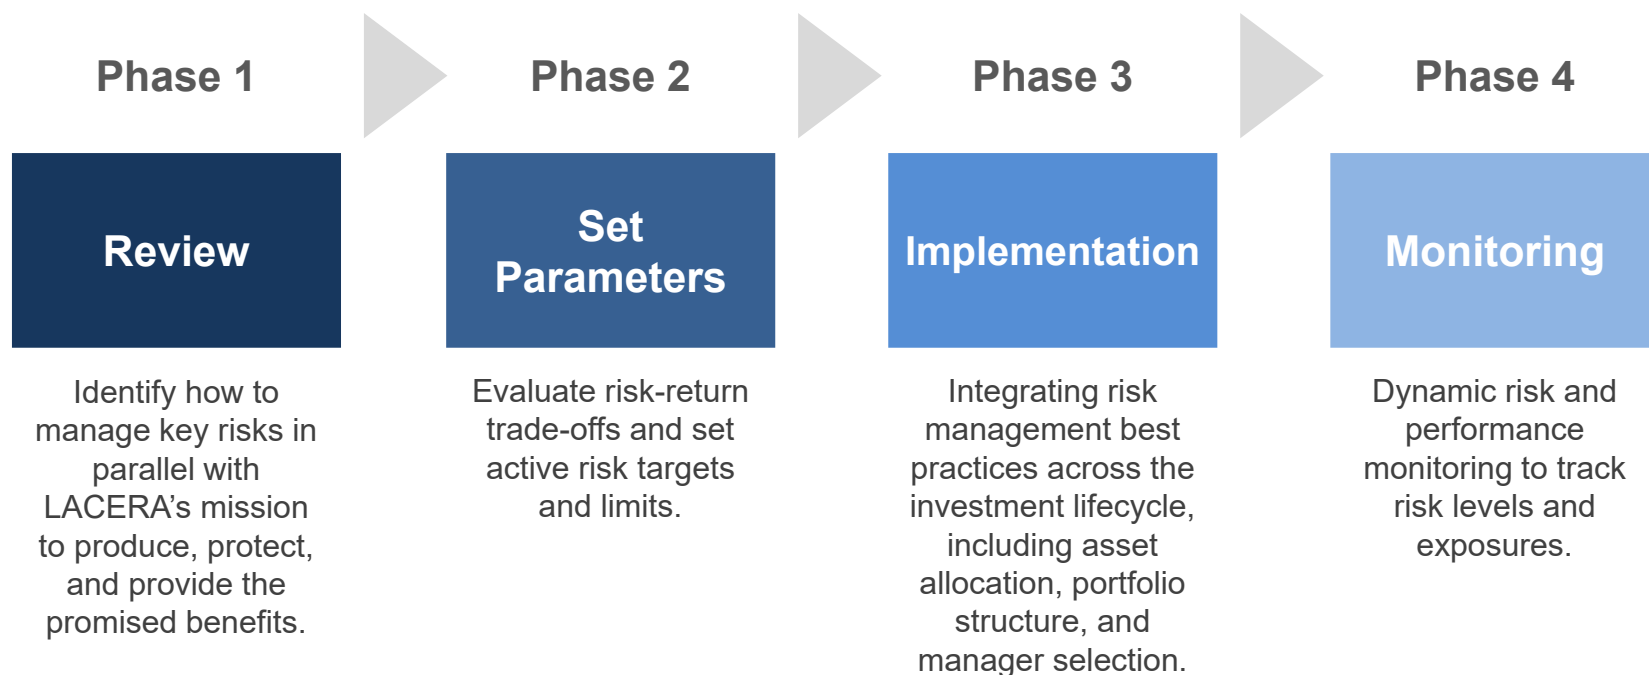 Phase 1
Phase 2
Phase 3
Phase 4
Review
Set
Parameters
Implementation
Monitoring
Identify how to
manage key risks in
parallel with
LACERA’s mission
to produce, protect,
and provide the
promised benefits.
Evaluate risk-return
trade-offs and set
active risk targets
and limits.
Integrating risk
management best
practices across the
investment lifecycle,
including asset
allocation, portfolio
structure, and
manager selection.
Dynamic risk and
performance
monitoring to track
risk levels and
exposures.